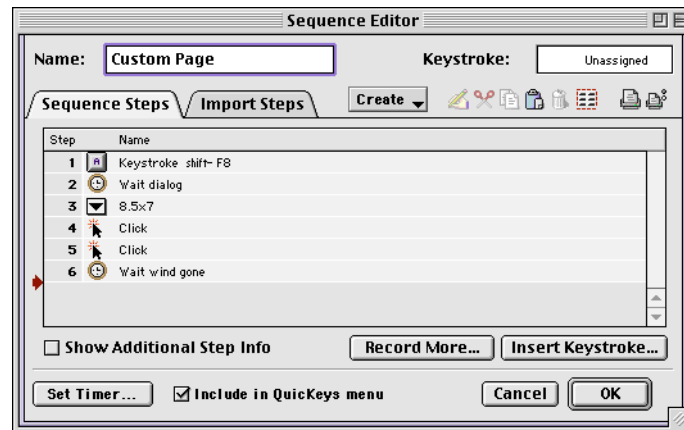 Sequence Editor
Name: Custom Page Keystroke: Unassigned
Sequence Steps Import Steps Create
Step Name
1 Keystroke shift-F8
2 Wait dialog
3 8.5x7
4 Click
5 Click
6 Wait wind gone
Show Additional Step Info Record More... Insert Keystroke...
Set Timer... Include in QuicKeys menu Cancel OK